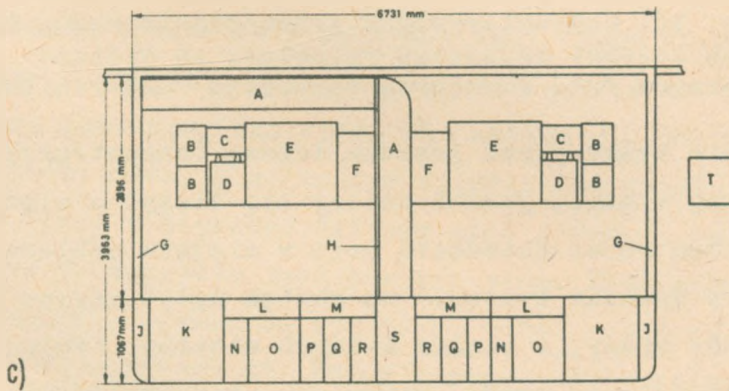 6731 mm
A
B C E F A F E C B
B D D B
T
3963 mm
2896 mm
G H G
1067 mm
L M M L
J K N O P Q R S R Q P N O K J
C)